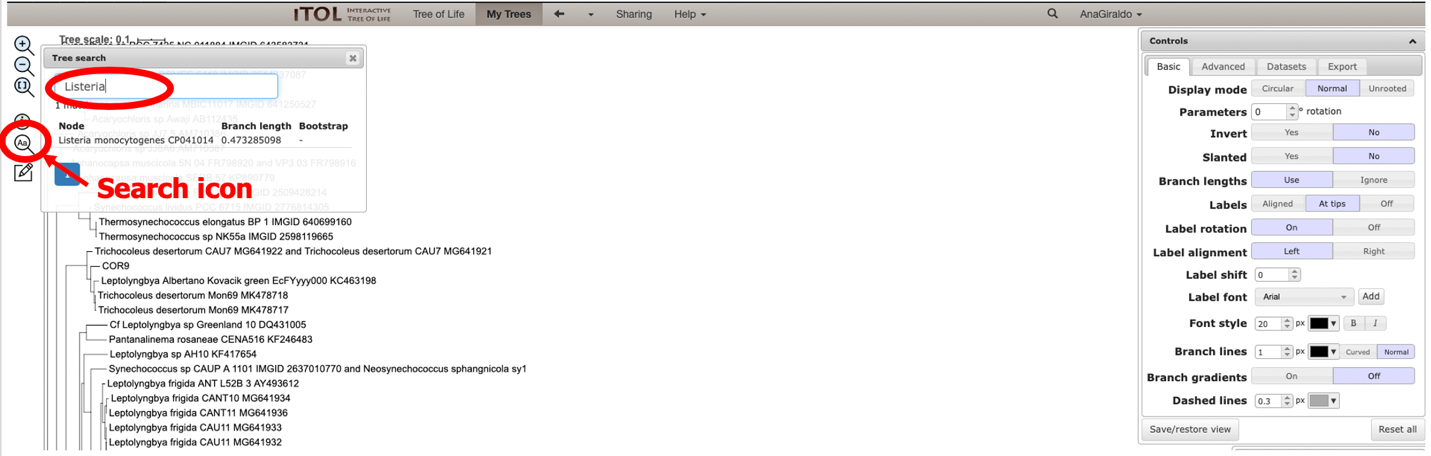 iTOL INTERACTIVE TREE OF LIFE Tree of Life My Trees Sharing Help AnaGiraldo
Tree scale: 0.1
Tree search
Listeria
Node Branch length Bootstrap
Listeria monocytogenes CP041014 0.473285098 -
Aa
Search icon
Thermosynechococcus elongatus BP 1 IMGID 640699160
Thermosynechococcus sp NK55a IMGID 2598119665
Trichocoleus desertorum CAU7 MG641922 and Trichocoleus desertorum CAU7 MG641921
COR9
Leptolyngbya Albertano Kovacik green EcFYyyy000 KC463198
Trichocoleus desertorum Mon69 MK478718
Trichocoleus desertorum Mon69 MK478717
Cf Leptolyngbya sp Greenland 10 DQ431005
Pantanalinema rosaneae CENA516 KF246483
Leptolyngbya sp AH10 KF417654
Synechococcus sp CAUP A 1101 IMGID 2637010770 and Neosynechococcus sphangnicola sy1
Leptolyngbya frigida ANT L52B 3 AY493612
Leptolyngbya frigida CANT10 MG641934
Leptolyngbya frigida CANT11 MG641936
Leptolyngbya frigida CAU11 MG641933
Leptolyngbya frigida CAU11 MG641932
Controls
Basic Advanced Datasets Export
Display mode Circular Normal Unrooted
Parameters 0 ° rotation
Invert Yes No
Slanted Yes No
Branch lengths Use Ignore
Labels Aligned At tips Off
Label rotation On Off
Label alignment Left Right
Label shift 0
Label font Arial Add
Font style 20 px B I
Branch lines 1 px Curved Normal
Branch gradients On Off
Dashed lines 0.3 px
Save/restore view Reset all